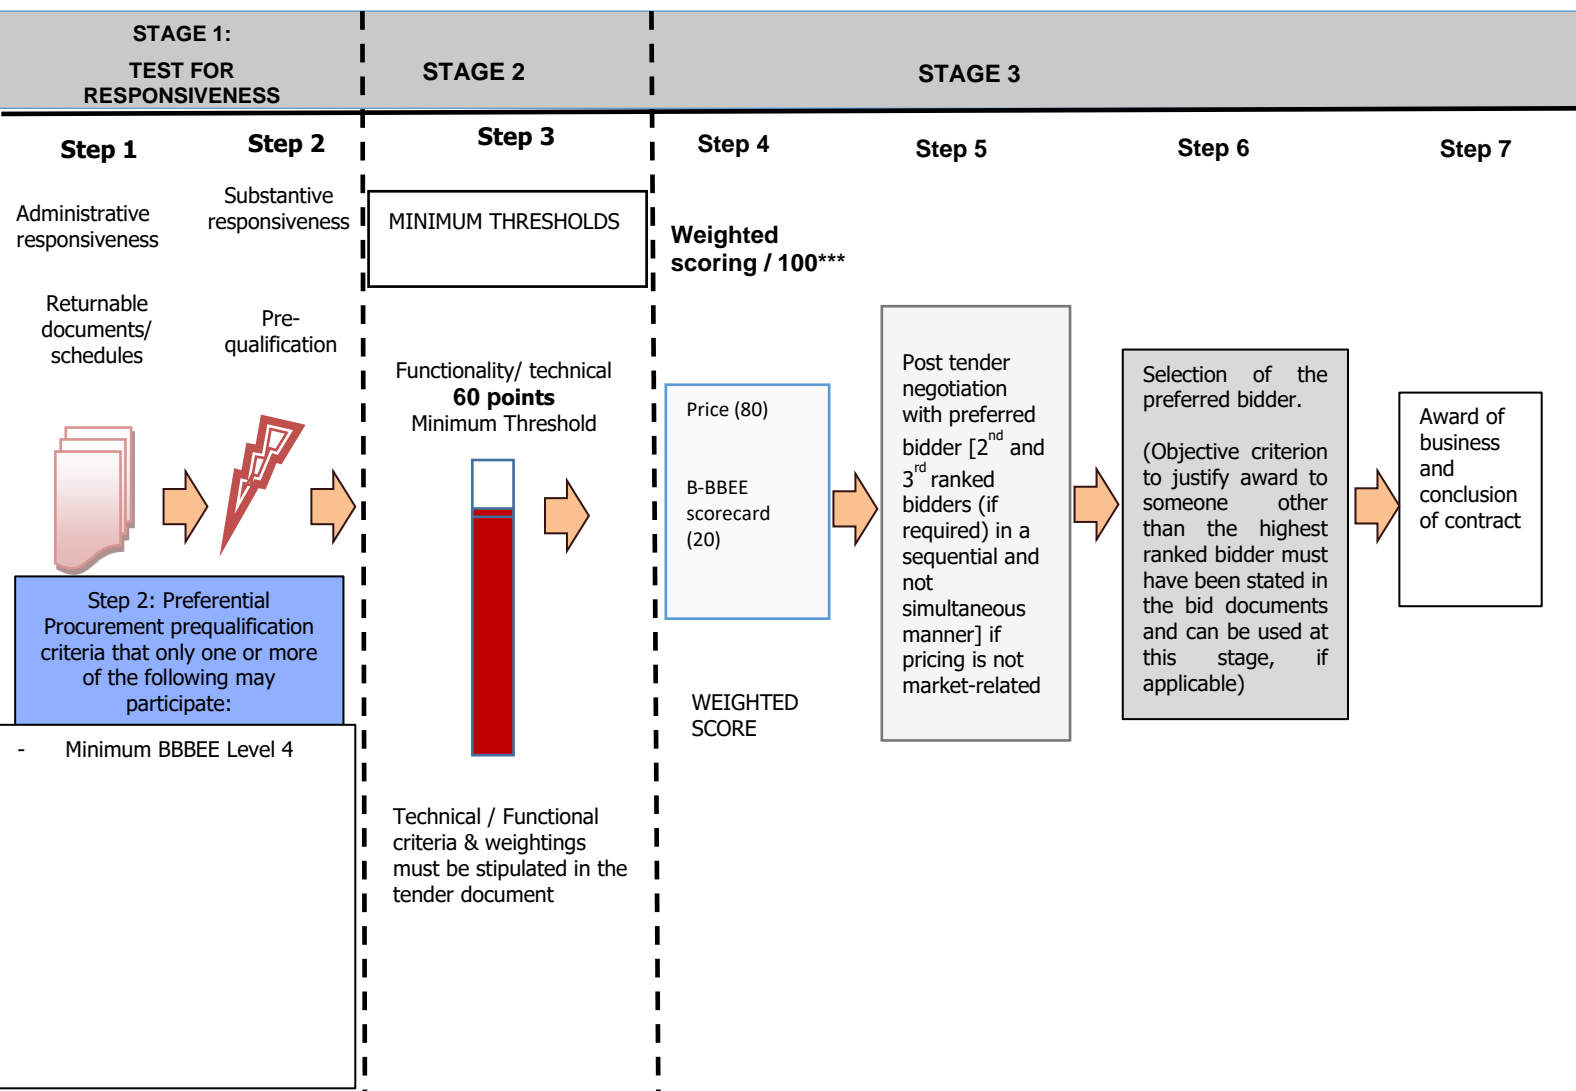 STAGE 1:
TEST FOR
RESPONSIVENESS
STAGE 2
STAGE 3
Step 1
Step 2
Step 3
Step 4
Step 5
Step 6
Step 7
Administrative
responsiveness
Substantive
responsiveness
MINIMUM THRESHOLDS
Weighted
scoring / 100***
Returnable
documents/
schedules
Pre-
qualification
Functionality/ technical
60 points
Minimum Threshold
Price (80)
B-BBEE
scorecard
(20)
Post tender
negotiation
with preferred
bidder [2nd and
3rd ranked
bidders (if
required) in a
sequential and
not
simultaneous
manner] if
pricing is not
market-related
Selection of the
preferred bidder.
(Objective criterion
to justify award to
someone other
than the highest
ranked bidder must
have been stated in
the bid documents
and can be used at
this stage, if
applicable)
Award of
business
and
conclusion
of contract
Step 2: Preferential
Procurement prequalification
criteria that only one or more
of the following may
participate:
- Minimum BBBEE Level 4
WEIGHTED
SCORE
Technical / Functional
criteria & weightings
must be stipulated in the
tender document